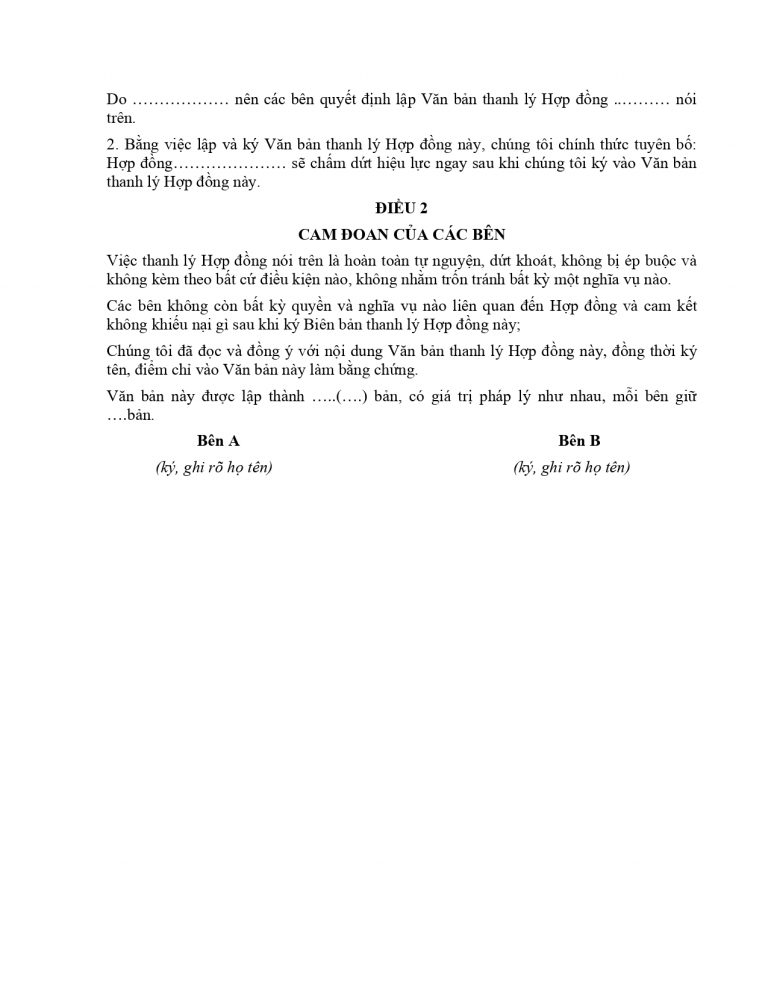 Do ……………… nên các bên quyết định lập Văn bản thanh lý Hợp đồng ..……… nói
trên.
2. Bằng việc lập và ký Văn bản thanh lý Hợp đồng này, chúng tôi chính thức tuyên bố:
Hợp đồng………………… sẽ chấm dứt hiệu lực ngay sau khi chúng tôi ký vào Văn bản
thanh lý Hợp đồng này.
ĐIỀU 2
CAM ĐOAN CỦA CÁC BÊN
Việc thanh lý Hợp đồng nói trên là hoàn toàn tự nguyện, dứt khoát, không bị ép buộc và
không kèm theo bất cứ điều kiện nào, không nhằm trốn tránh bất kỳ một nghĩa vụ nào.
Các bên không còn bất kỳ quyền và nghĩa vụ nào liên quan đến Hợp đồng và cam kết
không khiếu nại gì sau khi ký Biên bản thanh lý Hợp đồng này;
Chúng tôi đã đọc và đồng ý với nội dung Văn bản thanh lý Hợp đồng này, đồng thời ký
tên, điểm chỉ vào Văn bản này làm bằng chứng.
Văn bản này được lập thành …..(….) bản, có giá trị pháp lý như nhau, mỗi bên giữ
….bản.
Bên A Bên B
(ký, ghi rõ họ tên) (ký, ghi rõ họ tên)